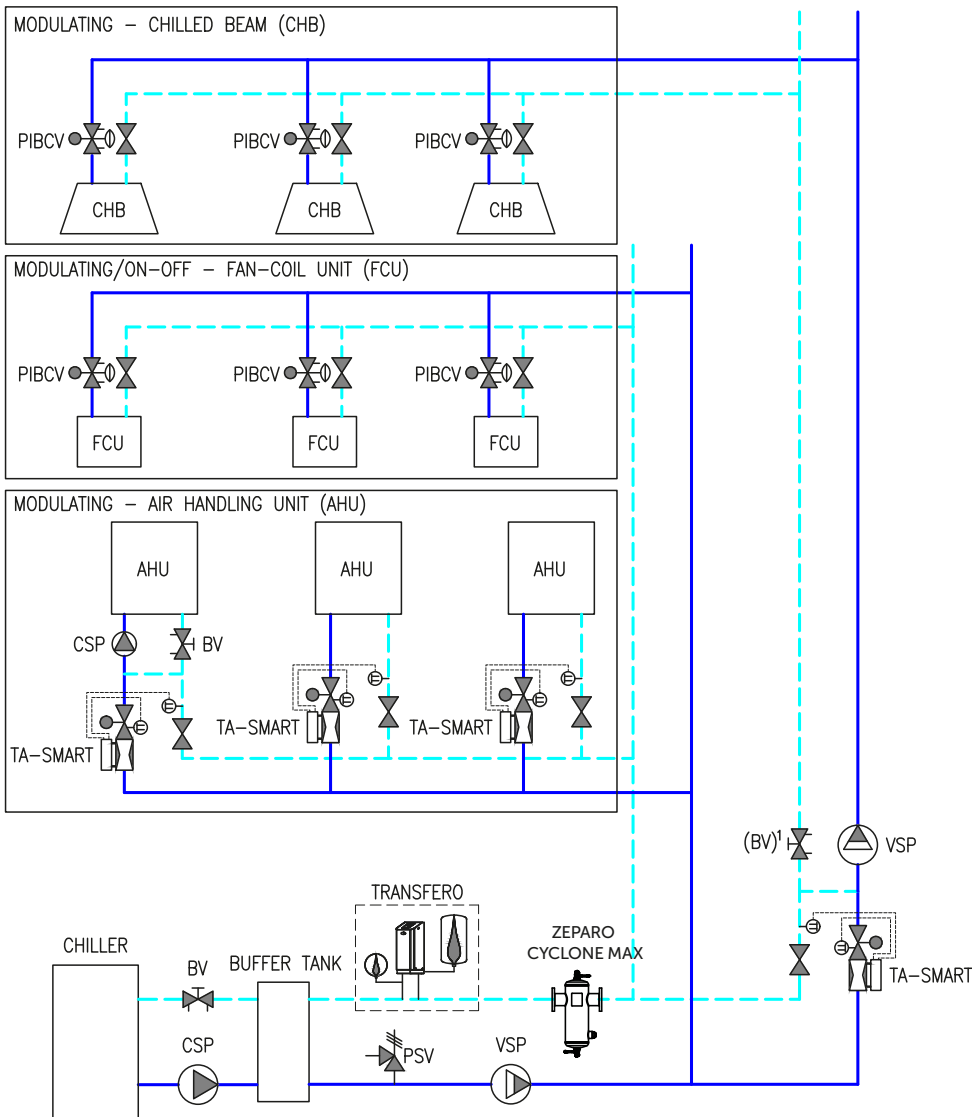 MODULATING – CHILLED BEAM (CHB)
PIBCV
PIBCV
PIBCV
CHB
CHB
CHB
MODULATING/ON–OFF – FAN–COIL UNIT (FCU)
PIBCV
PIBCV
PIBCV
FCU
FCU
FCU
MODULATING – AIR HANDLING UNIT (AHU)
AHU
AHU
AHU
CSP
BV
TA–SMART
TA–SMART
TA–SMART
(BV)¹
VSP
TRANSFERO
ZEPARO
CYCLONE MAX
CHILLER
BV
BUFFER TANK
TA–SMART
CSP
PSV
VSP